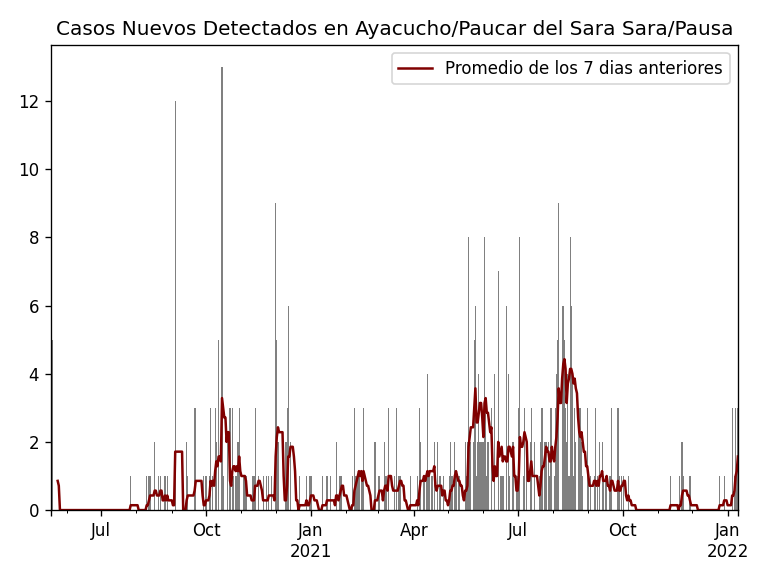 Casos Nuevos Detectados en Ayacucho/Paucar del Sara Sara/Pausa
Promedio de los 7 dias anteriores
12
10
8
6
4
2
0
Jul Oct Jan Apr Jul Oct Jan
2021 2022